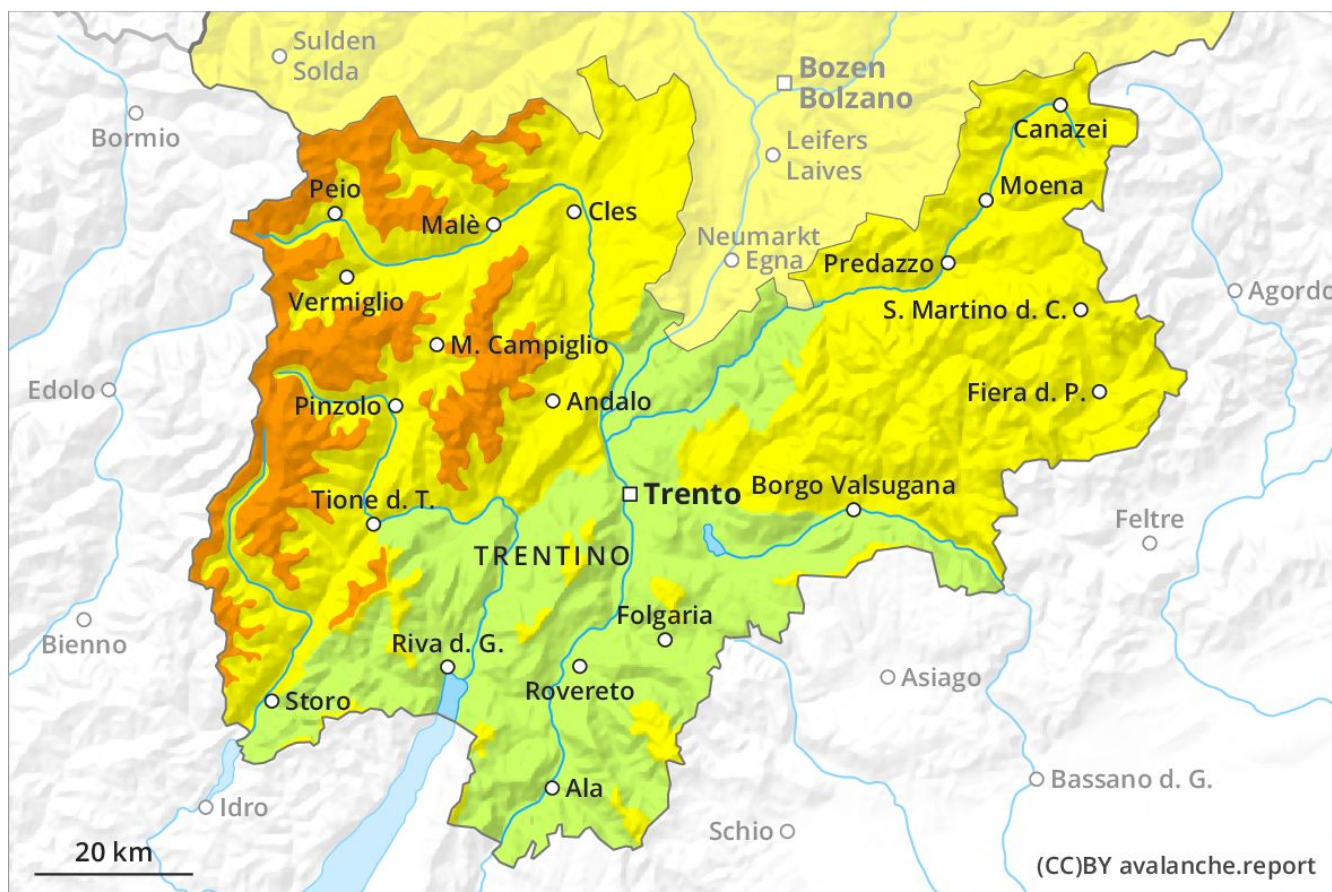 Sulden
Solda
Bozen
Bolzano
Bormio
Canazei
Leifers
Laives
Peio
Moena
Malè
Cles
Neumarkt
Egna
Predazzo
Vermiglio
Agordo
S. Martino d. C.
M. Campiglio
Edolo
Fiera d. P.
Pinzolo
Andalo
Trento
Borgo Valsugana
Tione d. T.
Feltre
TRENTINO
Folgaria
Bienno
Riva d. G.
Asiago
Rovereto
Storo
Bassano d. G.
Ala
Idro
Schio
20 km
(CC)BY avalanche.report